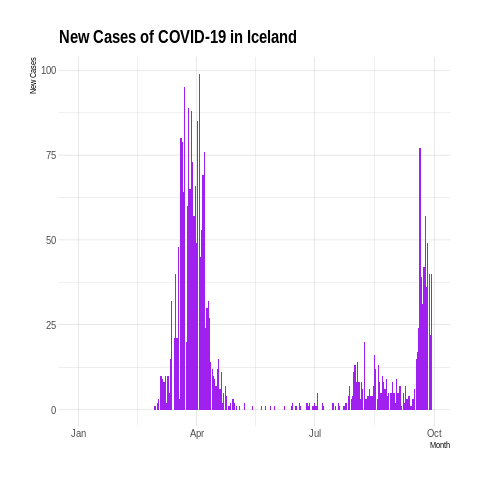 New Cases of COVID-19 in Iceland
New Cases
100
75
50
25
0
Jan Apr Jul Oct
Month